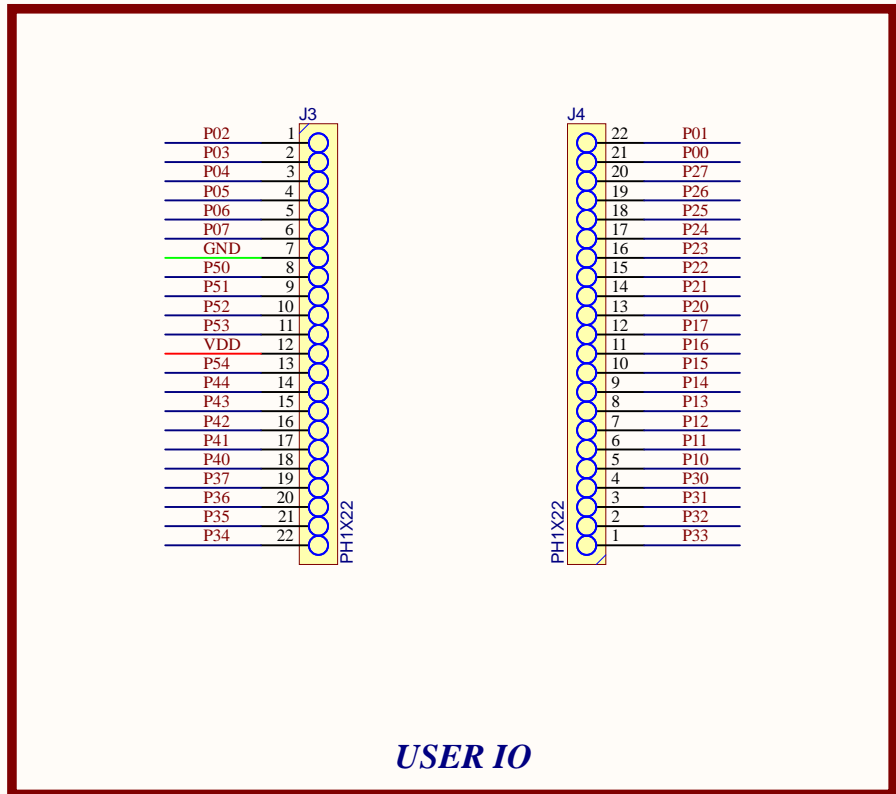 J3 J4
P02 1 22 P01
P03 2 21 P00
P04 3 20 P27
P05 4 19 P26
P06 5 18 P25
P07 6 17 P24
GND 7 16 P23
P50 8 15 P22
P51 9 14 P21
P52 10 13 P20
P53 11 12 P17
VDD 12 11 P16
P54 13 10 P15
P44 14 9 P14
P43 15 8 P13
P42 16 7 P12
P41 17 6 P11
P40 18 5 P10
P37 19 4 P30
P36 20 3 P31
P35 21 2 P32
P34 22 1 P33
PH1X22 PH1X22
USER IO